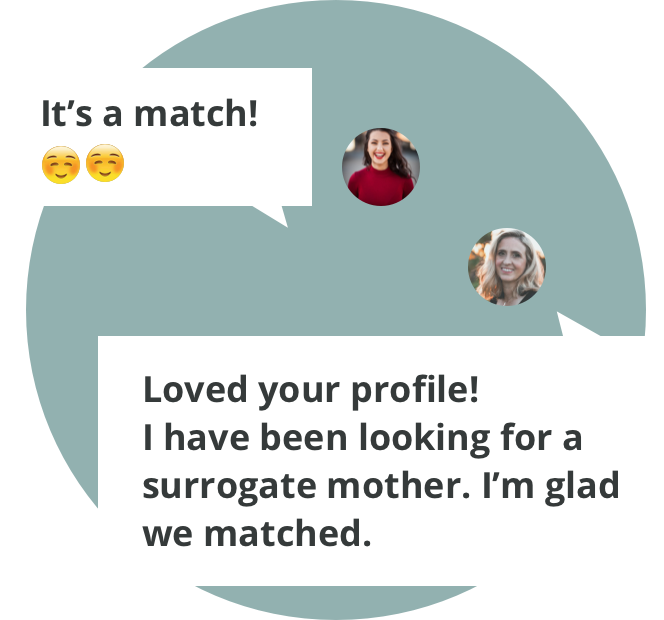 It’s a match!
☺️☺️
Loved your profile!
I have been looking for a
surrogate mother. I’m glad
we matched.